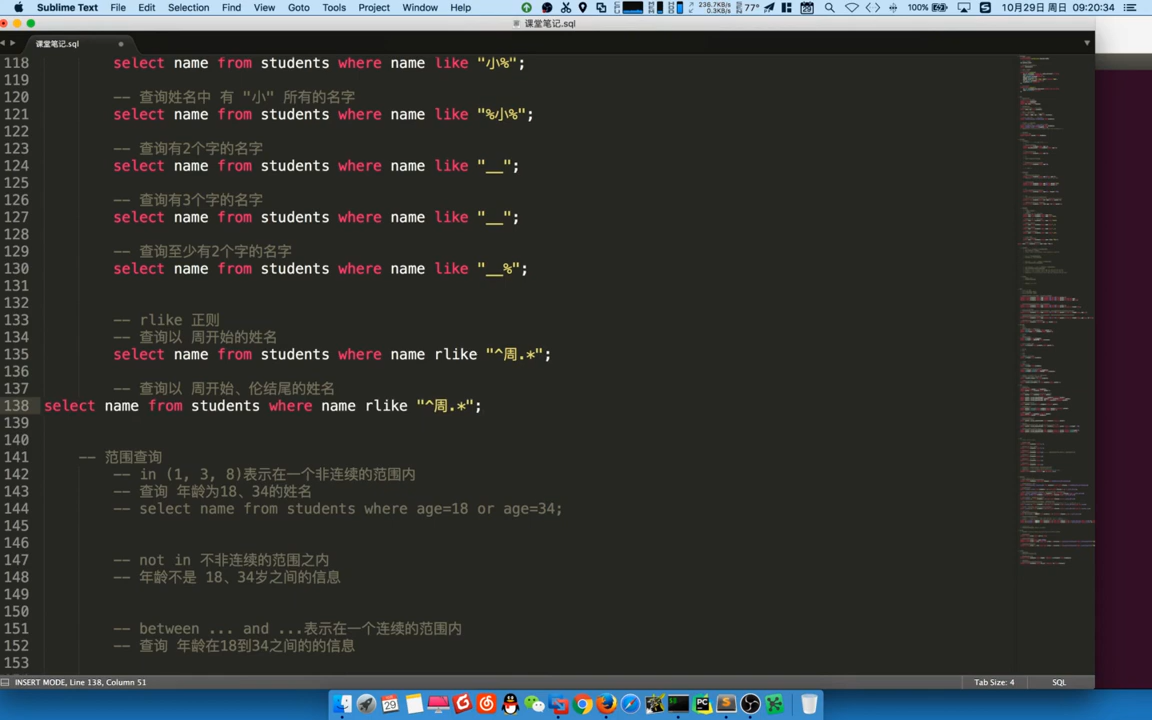 Sublime Text File Edit Selection Find View Goto Tools Project Window Help 236.7KB/s 0.3KB/s 77° 100% 10月29日 周日 09:20:34
课堂笔记.sql
课堂笔记.sql
118 select name from students where name like "小%";
119
120 -- 查询姓名中 有 "小" 所有的名字
121 select name from students where name like "%小%";
122
123 -- 查询有2个字的名字
124 select name from students where name like "__";
125
126 -- 查询有3个字的名字
127 select name from students where name like "__";
128
129 -- 查询至少有2个字的名字
130 select name from students where name like "__%";
131
132
133 -- rlike 正则
134 -- 查询以 周开始的姓名
135 select name from students where name rlike "^周.*";
136
137 -- 查询以 周开始、伦结尾的姓名
138 select name from students where name rlike "^周.*";
139
140
141 -- 范围查询
142 -- in (1, 3, 8)表示在一个非连续的范围内
143 -- 查询 年龄为18、34的姓名
144 -- select name from students where age=18 or age=34;
145
146
147 -- not in 不非连续的范围之内
148 -- 年龄不是 18、34岁之间的信息
149
150
151 -- between ... and ...表示在一个连续的范围内
152 -- 查询 年龄在18到34之间的的信息
153
INSERT MODE, Line 138, Column 51 Tab Size: 4 SQL